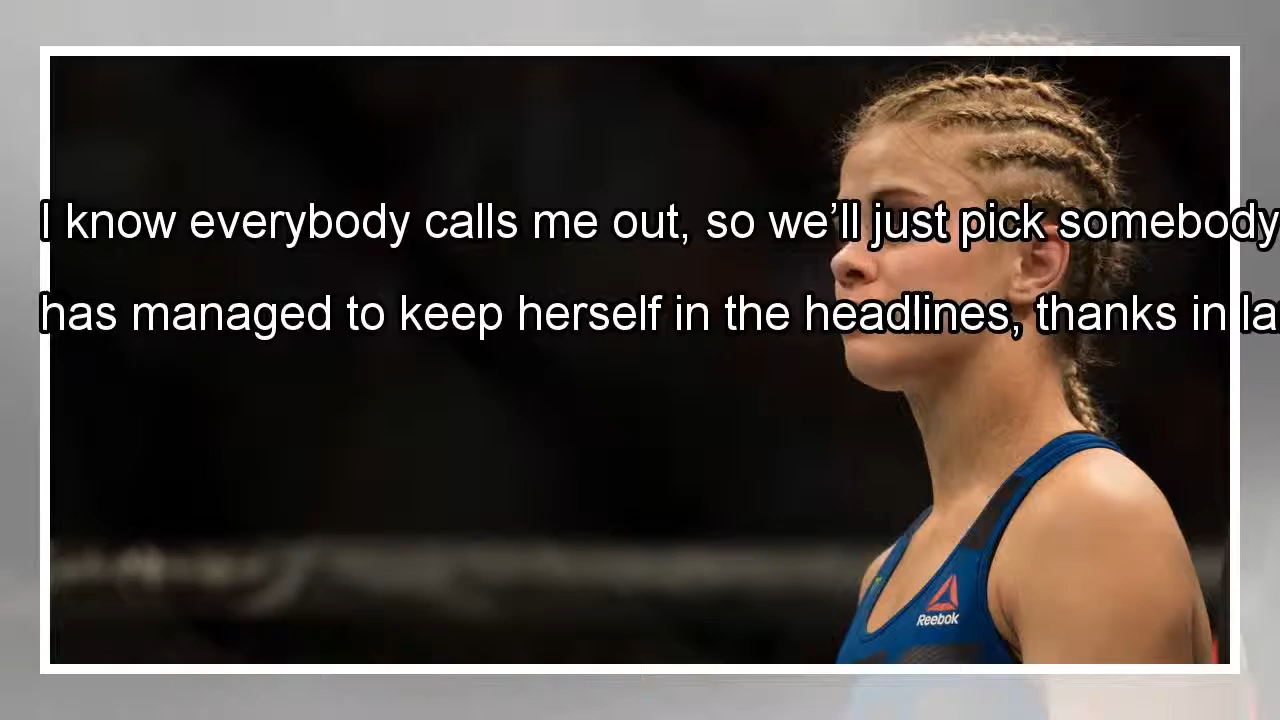 I know everybody calls me out, so we’ll just pick somebody
has managed to keep herself in the headlines, thanks in la
Reebok